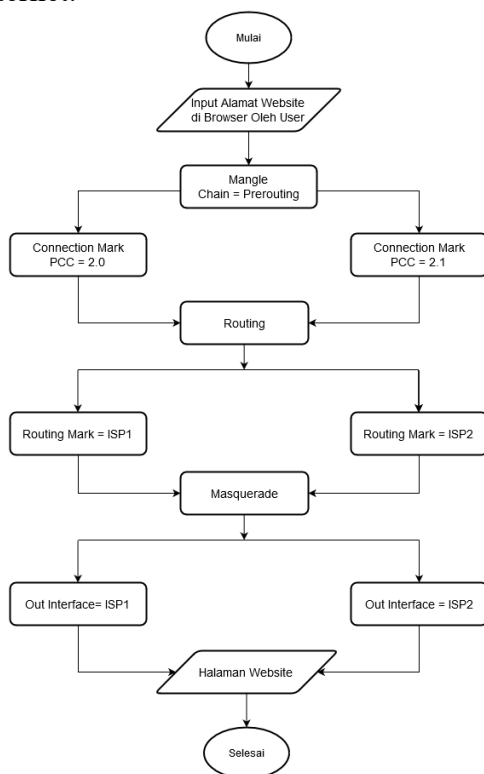 Mulai
Input Alamat Website
di Browser Oleh User
Mangle
Chain = Prerouting
Connection Mark
PCC = 2.0
Connection Mark
PCC = 2.1
Routing
Routing Mark = ISP1
Routing Mark = ISP2
Masquerade
Out Interface= ISP1
Out Interface = ISP2
Halaman Website
Selesai